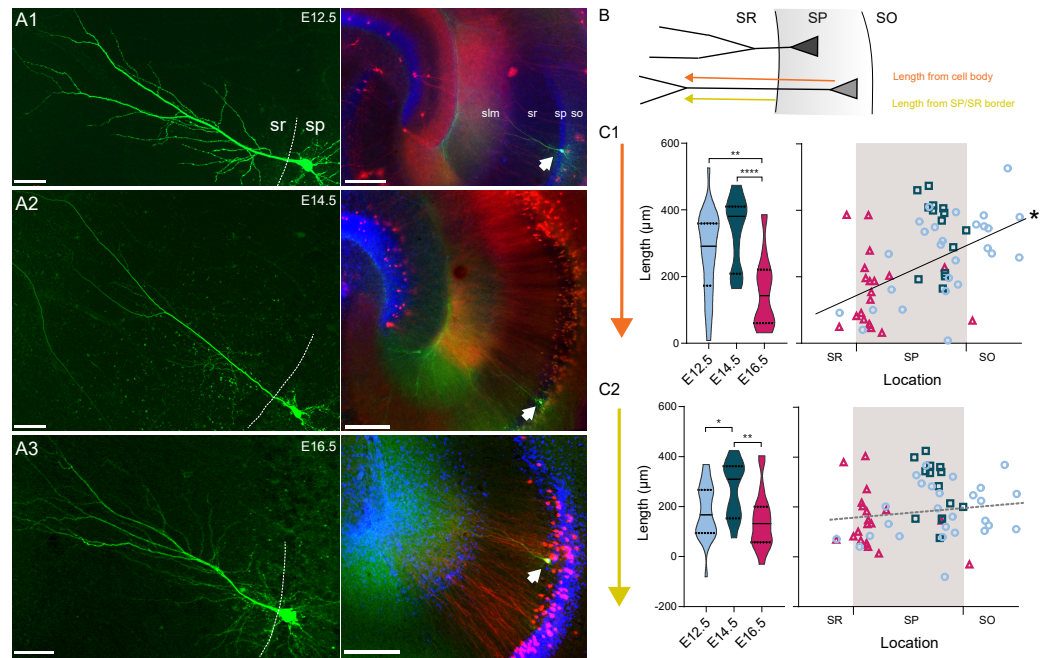 A1
E12.5
sr
sp
slm
sr
sp
so
A2
E14.5
A3
E16.5
B
SR
SP
SO
Length from cell body
Length from SP/SR border
C1
600
400
200
0
Length (µm)
**
****
E12.5
E14.5
E16.5
*
SR
SP
SO
Location
C2
600
400
200
0
-200
Length (µm)
*
**
E12.5
E14.5
E16.5
SR
SP
SO
Location